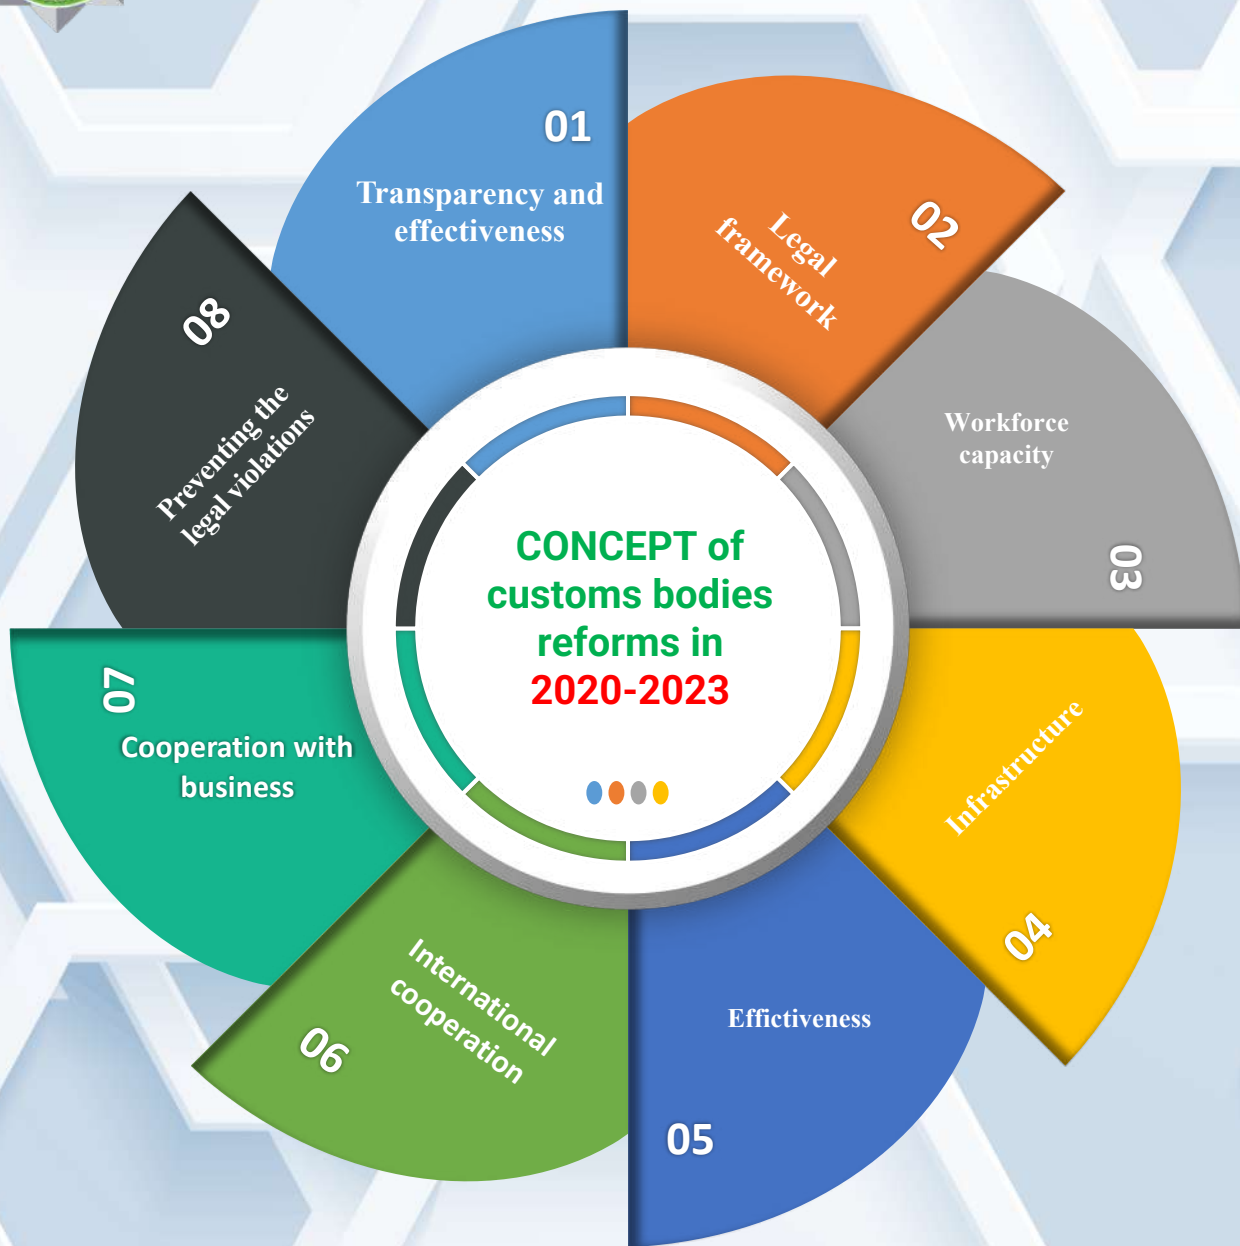 CONCEPT of
customs bodies
reforms in
2020-2023
01
Transparency and
effectiveness
02
Legal
framework
03
Workforce
capacity
04
Infrastructure
05
Effictiveness
06
International
cooperation
07
Cooperation with
business
08
Preventing the
legal violations